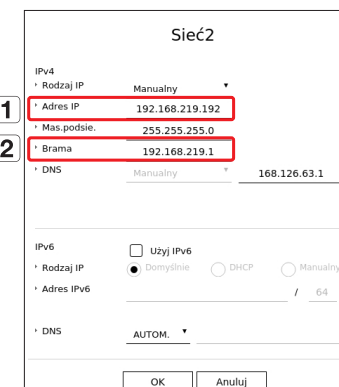 Sieć2
IPv4
Rodzaj IP Manualny
1 Adres IP 192.168.219.192
Mas.podsie. 255.255.255.0
2 Brama 192.168.219.1
DNS Manualny 168.126.63.1
IPv6 Użyj IPv6
Rodzaj IP Domyślnie DHCP Manualny
Adres IPv6 / 64
DNS AUTOM.
OK Anuluj